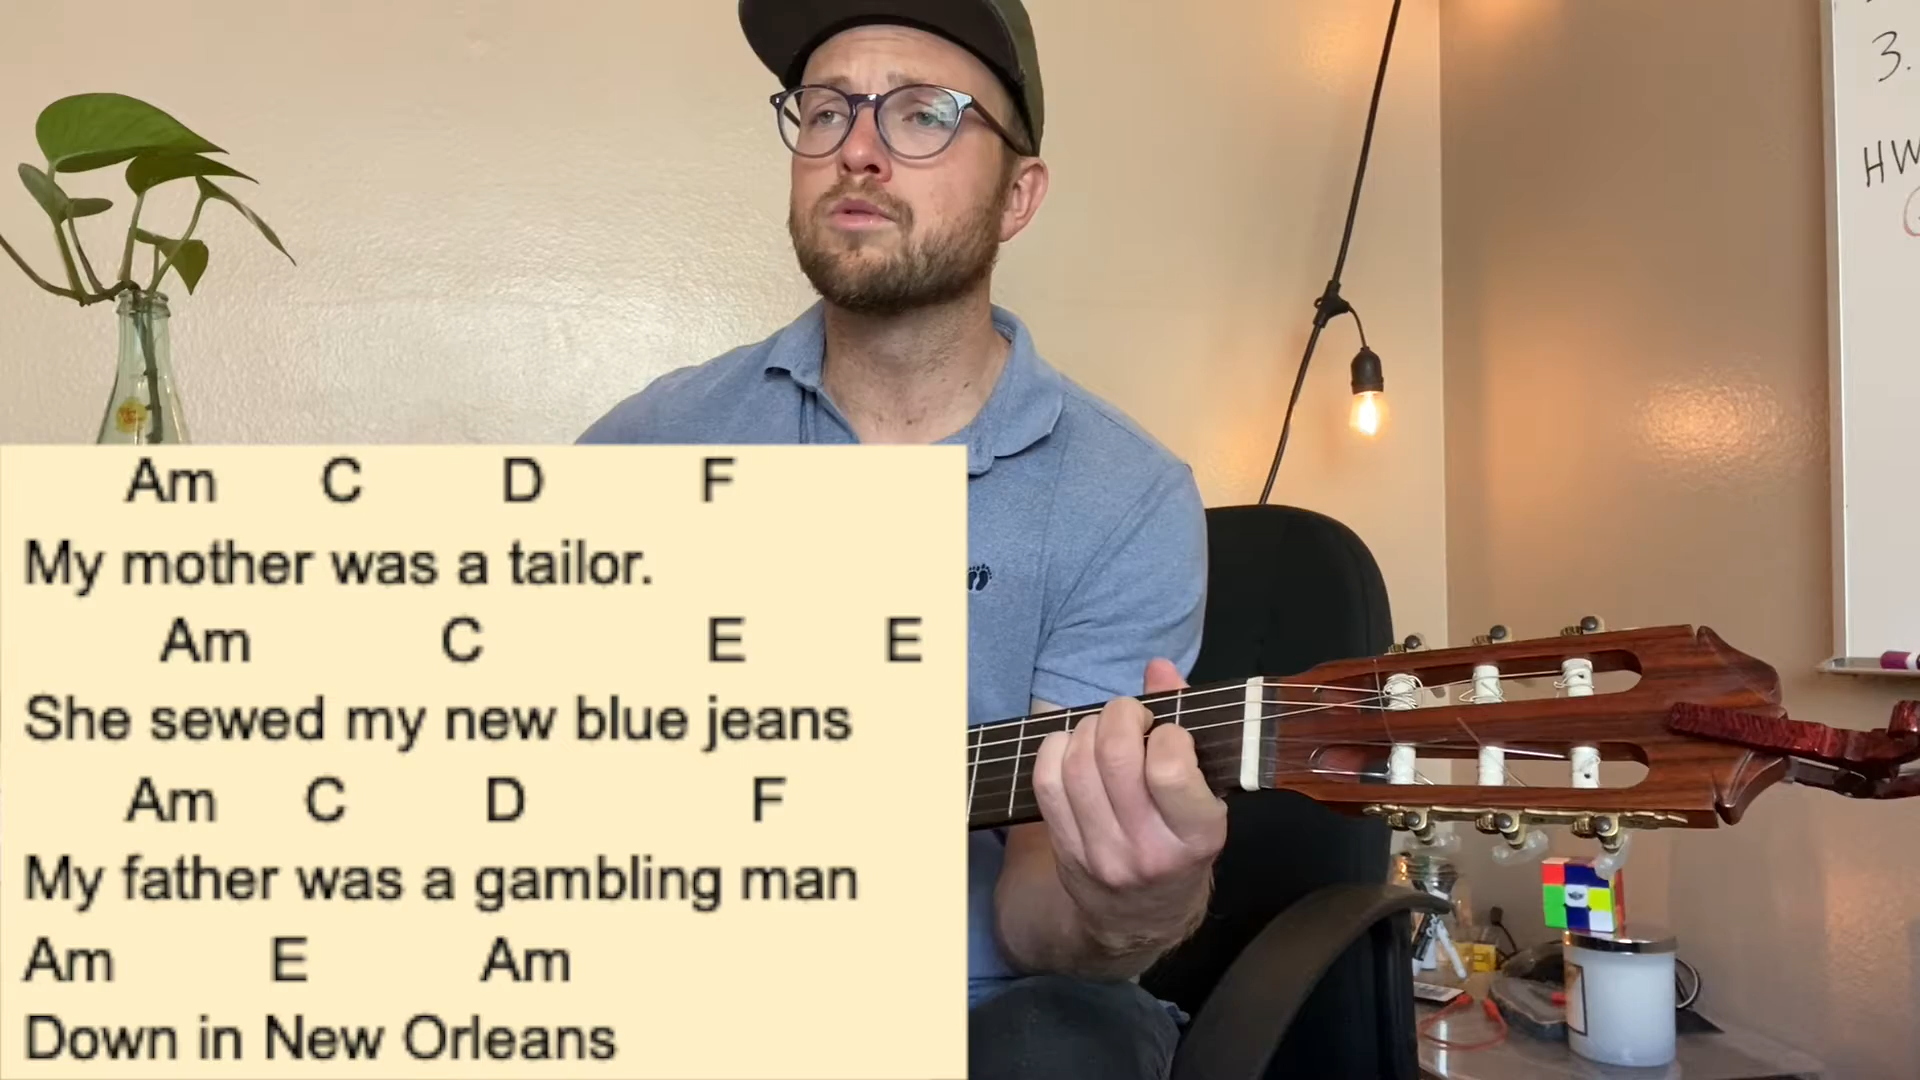 Am C D F
My mother was a tailor.
Am C E E
She sewed my new blue jeans
Am C D F
My father was a gambling man
Am E Am
Down in New Orleans
3.
HW